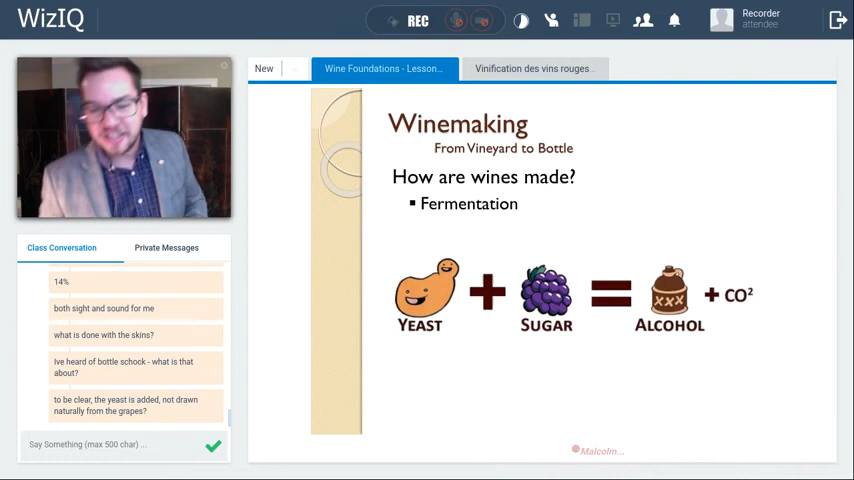 WizIQ
REC
Recorder
attendee
New
Wine Foundations - Lesson...
Vinification des vins rouges...
Winemaking
From Vineyard to Bottle
How are wines made?
▪ Fermentation
XXX
+ CO²
YEAST
SUGAR
ALCOHOL
Malcolm...
Class Conversation
Private Messages
14%
both sight and sound for me
what is done with the skins?
Ive heard of bottle schock - what is that
about?
to be clear, the yeast is added, not drawn
naturally from the grapes?
Say Something (max 500 char) ...